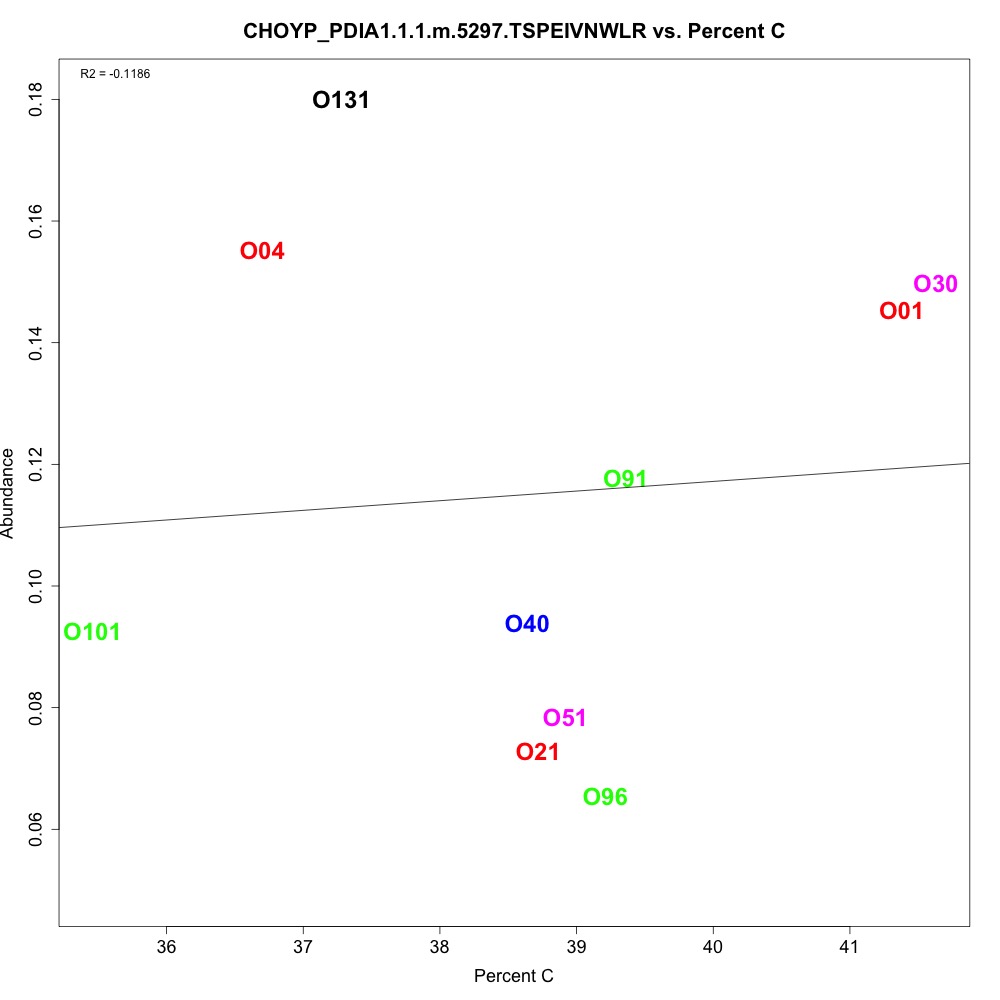 CHOYP_PDIA1.1.1.m.5297.TSPEIVNWLR vs. Percent C
R2 = -0.1186
O131
O04
O30
O01
O91
O101
O40
O51
O21
O96
0.18
0.16
0.14
0.12
0.10
0.08
0.06
Abundance
36 37 38 39 40 41
Percent C